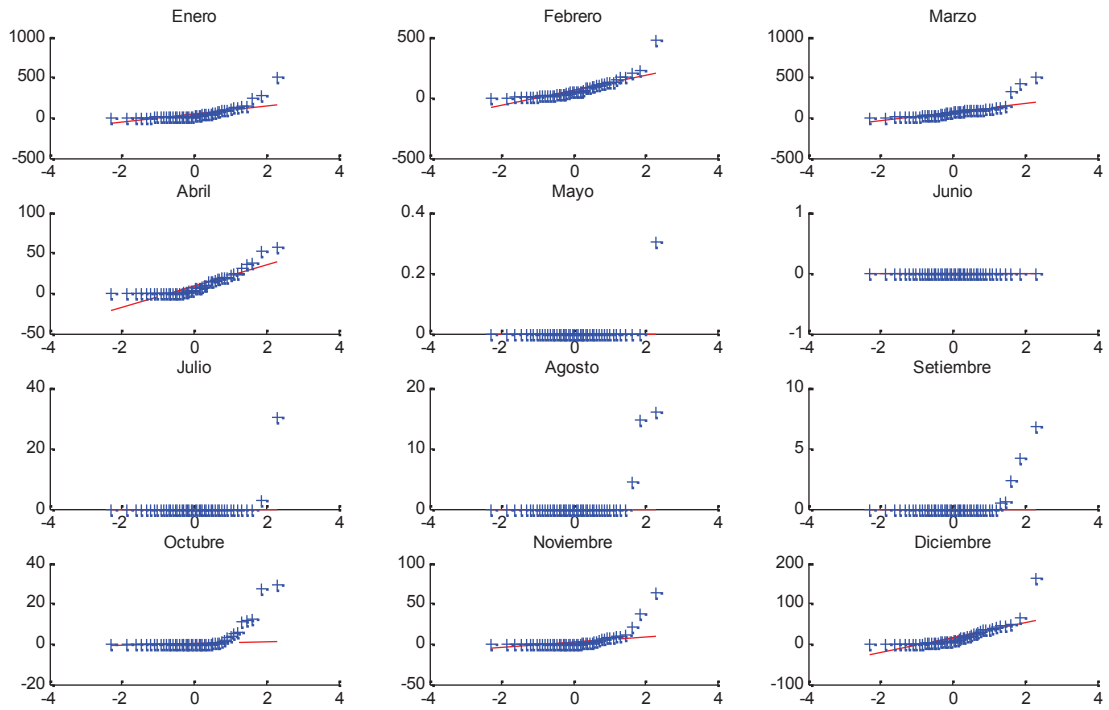 Enero Febrero Marzo
1000 500 1000
500 0 500
0 -500 0
-500 -500
-4 -2 0 2 4 -4 -2 0 2 4 -4 -2 0 2 4
Abril Mayo Junio
100 0.4 1
50 0.2 0
0 0 -1
-50
-4 -2 0 2 4 -4 -2 0 2 4 -4 -2 0 2 4
Julio Agosto Setiembre
40 20 10
20 10 5
0 0 0
-4 -2 0 2 4 -4 -2 0 2 4 -4 -2 0 2 4
Octubre Noviembre Diciembre
40 100 200
20 50 100
0 0 0
-20 -50 -100
-4 -2 0 2 4 -4 -2 0 2 4 -4 -2 0 2 4